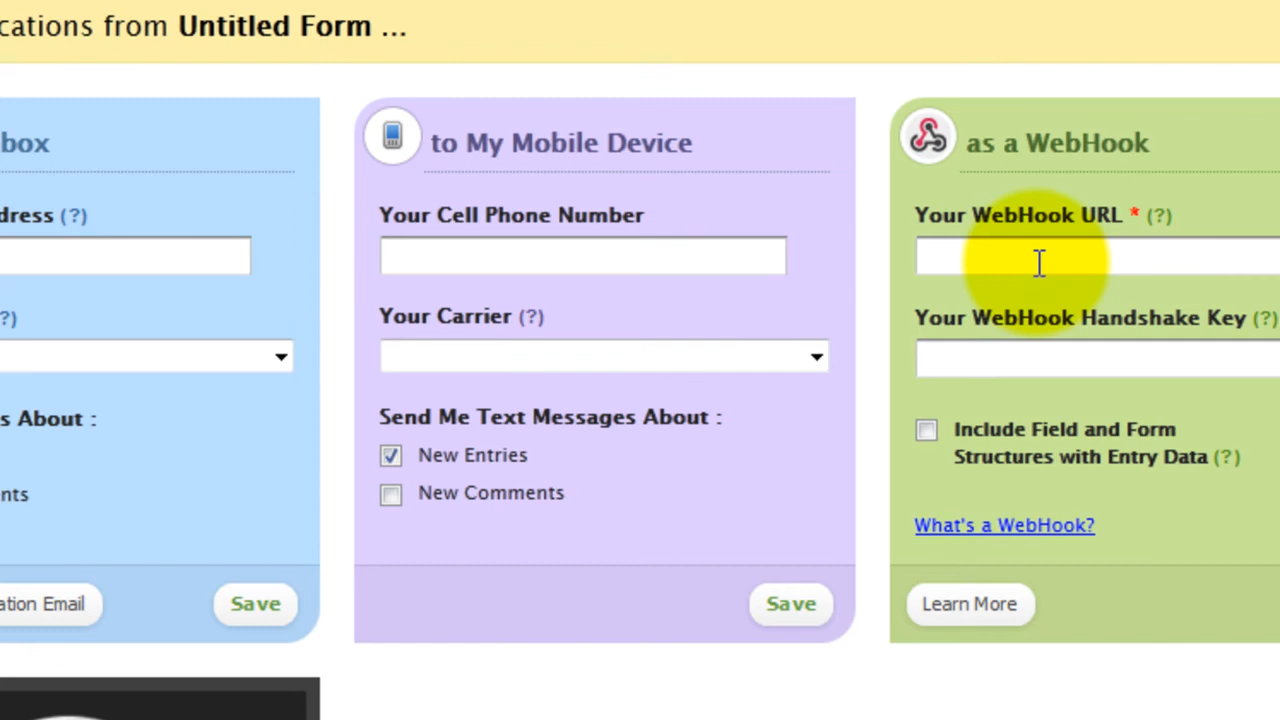 cations from Untitled Form ...
box
dress (?)
?)
s About :
nts
ation Email
Save
to My Mobile Device
Your Cell Phone Number
Your Carrier (?)
Send Me Text Messages About :
New Entries
New Comments
Save
as a WebHook
Your WebHook URL * (?)
Your WebHook Handshake Key (?)
Include Field and Form
Structures with Entry Data (?)
What's a WebHook?
Learn More